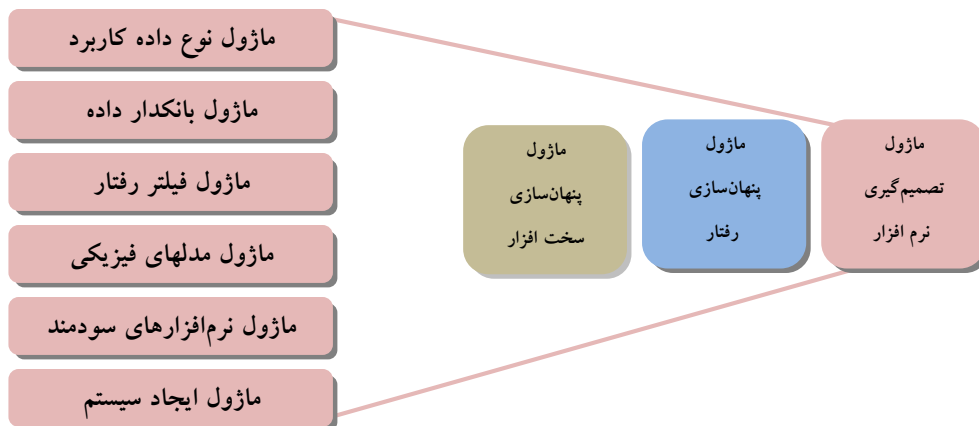 ماژول نوع داده کاربرد
ماژول بانکدار داده
ماژول فیلتر رفتار
ماژول مدلهای فیزیکی
ماژول نرم‌افزارهای سودمند
ماژول ایجاد سیستم
ماژول
تصمیم‌گیری
نرم افزار
ماژول
پنهان‌سازی
رفتار
ماژول
پنهان‌سازی
سخت افزار